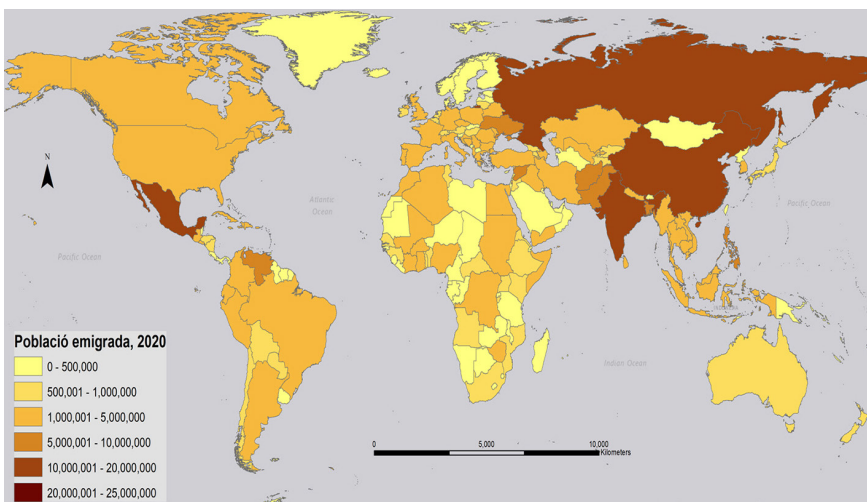 N
Atlantic
Ocean
Pacific Ocean
Pacific Ocean
Indian Ocean
Població emigrada, 2020
0 - 500,000
500,001 - 1,000,000
1,000,001 - 5,000,000
5,000,001 - 10,000,000
10,000,001 - 20,000,000
20,000,001 - 25,000,000
0 5,000 10,000
Kilometers